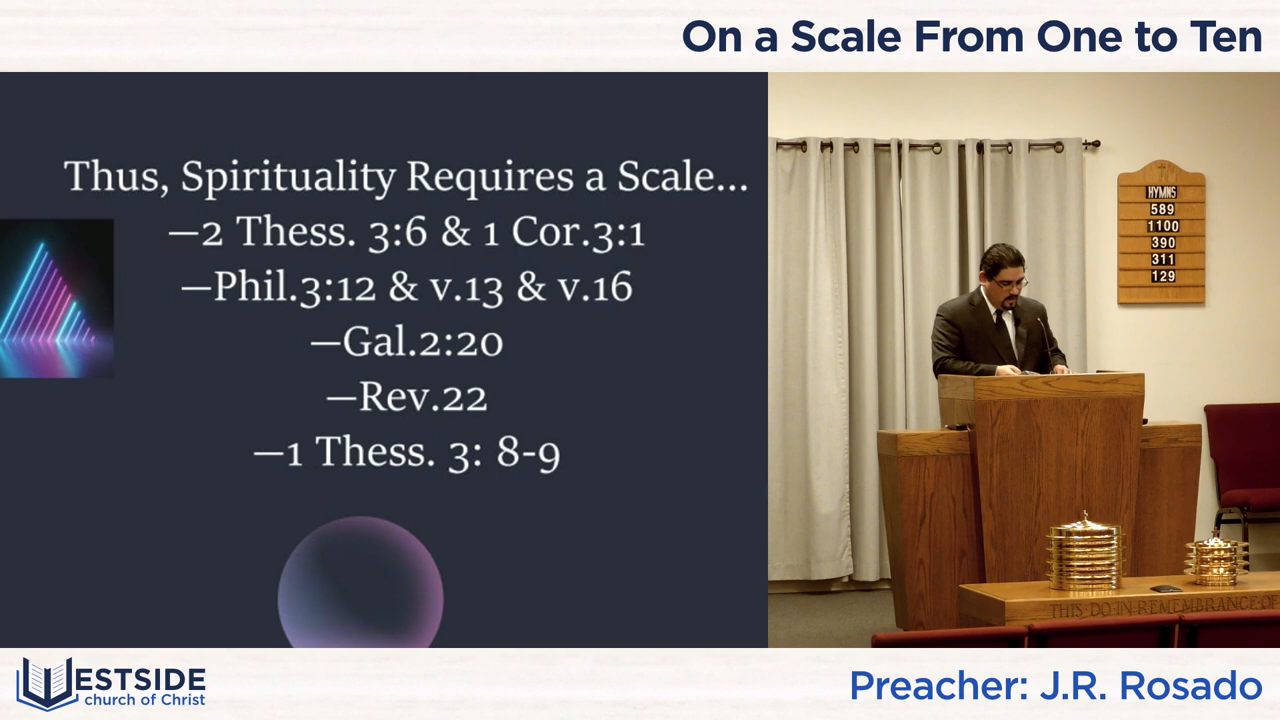 On a Scale From One to Ten
Thus, Spirituality Requires a Scale...
—2 Thess. 3:6 & 1 Cor.3:1
—Phil.3:12 & v.13 & v.16
—Gal.2:20
—Rev.22
—1 Thess. 3: 8-9
HYMNS
589
1100
390
311
129
THIS DO IN REMEMBRANCE OF
WESTSIDE
church of Christ
Preacher: J.R. Rosado